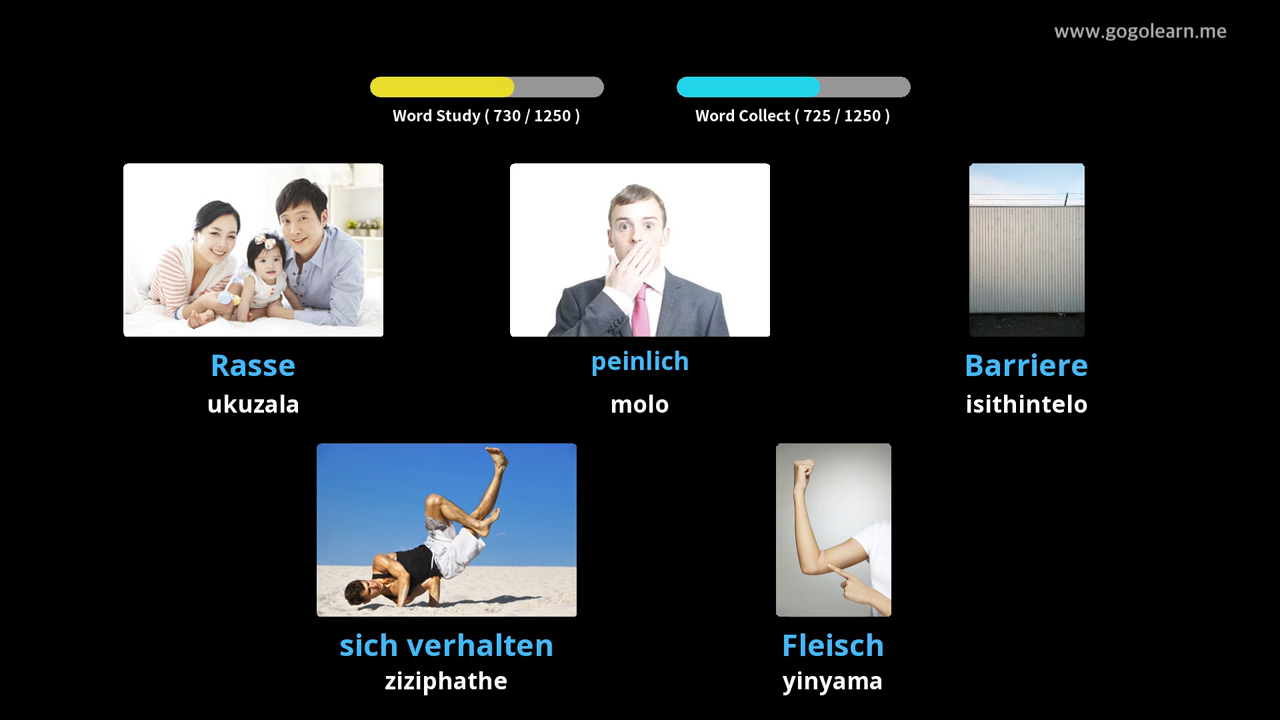 www.gogolearn.me
Word Study ( 730 / 1250 )
Word Collect ( 725 / 1250 )
Rasse
ukuzala
peinlich
molo
Barriere
isithintelo
sich verhalten
ziziphathe
Fleisch
yinyama